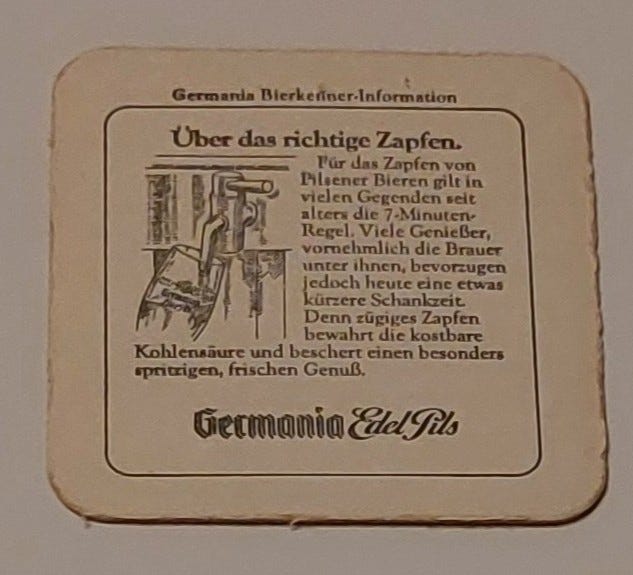 Germania Bierkenner-Information
Über das richtige Zapfen.
Für das Zapfen von
Pilsener Bieren gilt in
vielen Gegenden seit
alters die 7-Minuten-
Regel. Viele Genießer,
vornehmlich die Brauer
unter ihnen, bevorzugen
jedoch heute eine etwas
kürzere Schankzeit.
Denn zügiges Zapfen
bewahrt die kostbare
Kohlensäure und beschert einen besonders
spritzigen, frischen Genuß.
Germania Edel Pils